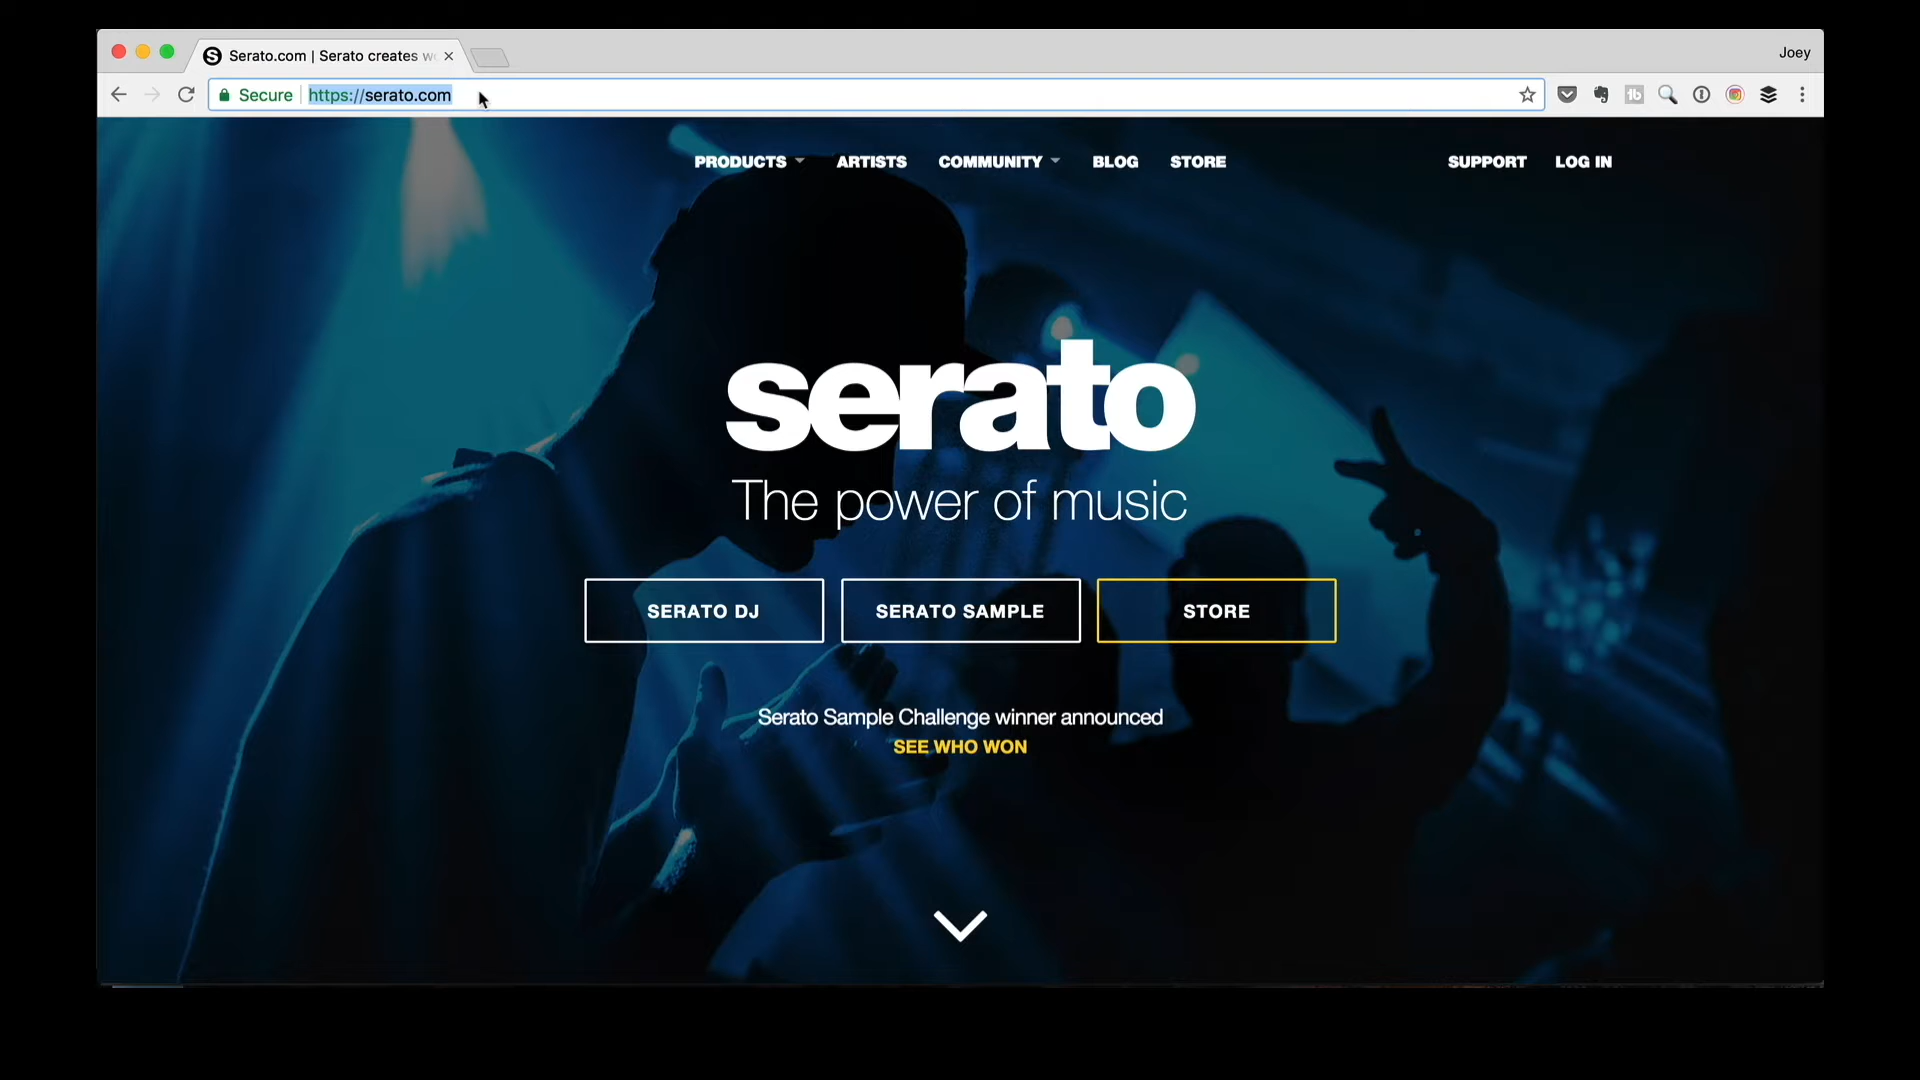 Serato.com | Serato creates w
Joey
Secure
https://serato.com
PRODUCTS
ARTISTS
COMMUNITY
BLOG
STORE
SUPPORT
LOG IN
serato
The power of music
SERATO DJ
SERATO SAMPLE
STORE
Serato Sample Challenge winner announced
SEE WHO WON